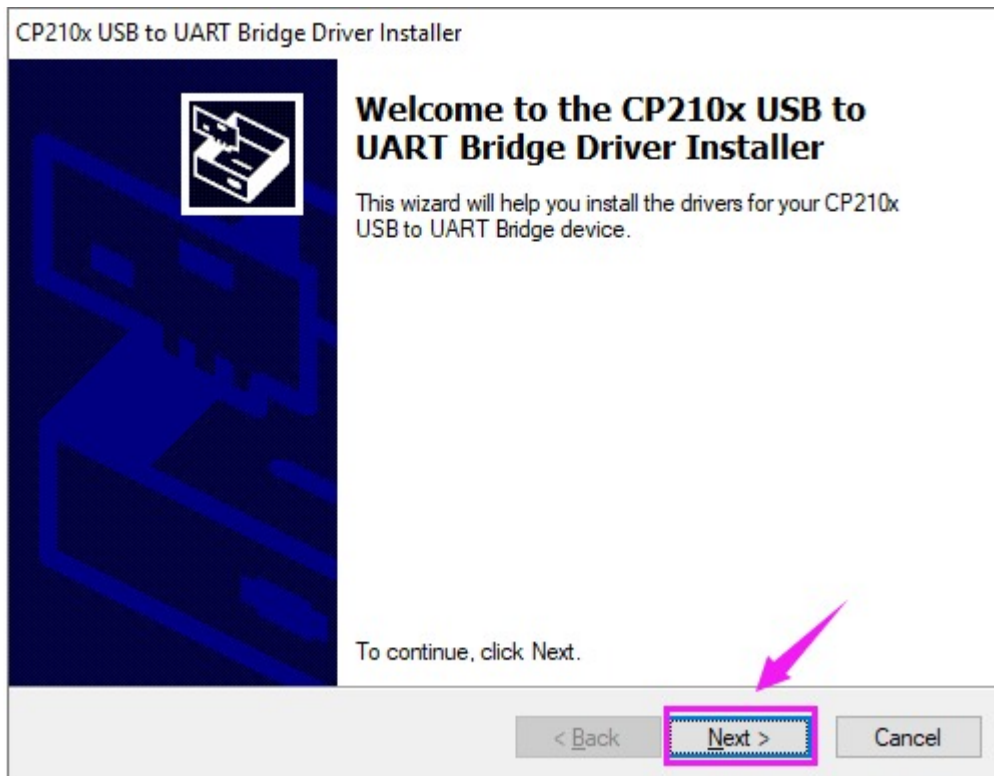 CP210x USB to UART Bridge Driver Installer
Welcome to the CP210x USB to
UART Bridge Driver Installer
This wizard will help you install the drivers for your CP210x
USB to UART Bridge device.
To continue, click Next.
< Back Next > Cancel